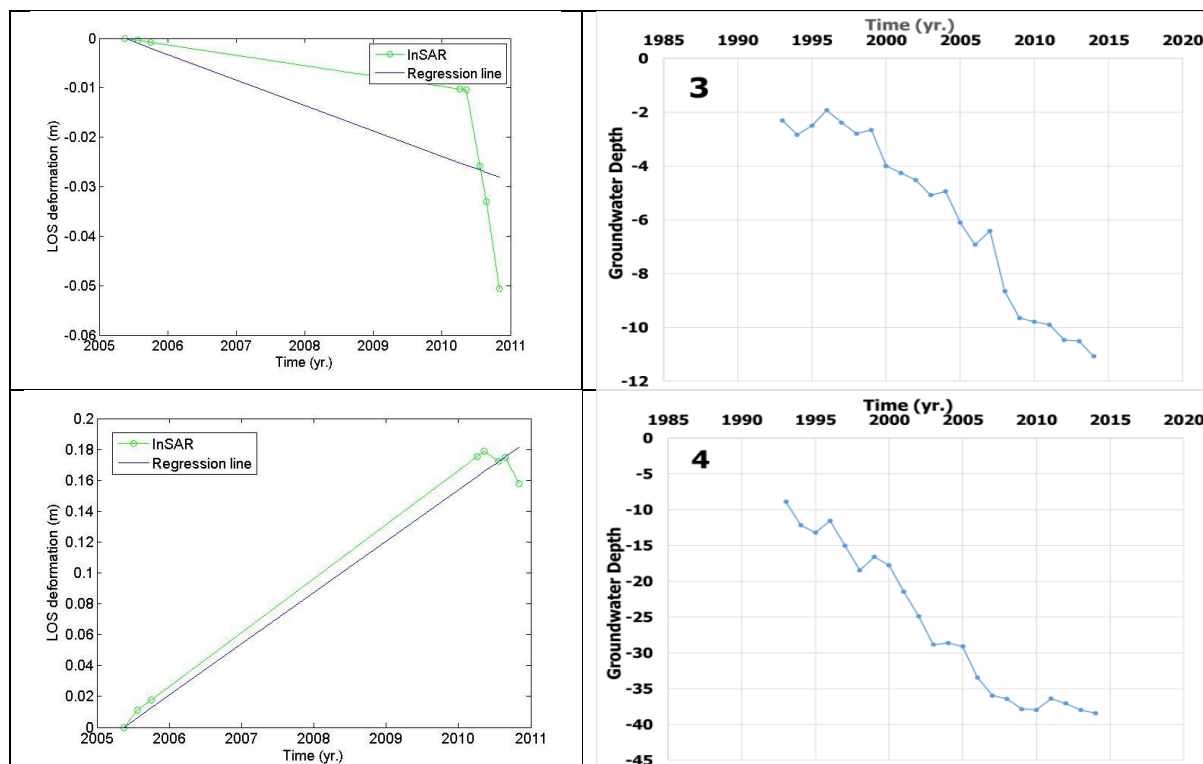 0
-0.01
-0.02
-0.03
-0.04
-0.05
-0.06
LOS deformation (m)
InSAR
Regression line
2005 2006 2007 2008 2009 2010 2011
Time (yr.)
Time (yr.)
1985 1990 1995 2000 2005 2010 2015 2020
3
Groundwater Depth
0
-2
-4
-6
-8
-10
-12
0.2
0.18
0.16
0.14
0.12
0.1
0.08
0.06
0.04
0.02
0
LOS deformation (m)
InSAR
Regression line
2005 2006 2007 2008 2009 2010 2011
Time (yr.)
Time (yr.)
1985 1990 1995 2000 2005 2010 2015 2020
4
Groundwater Depth
0
-5
-10
-15
-20
-25
-30
-35
-40
-45